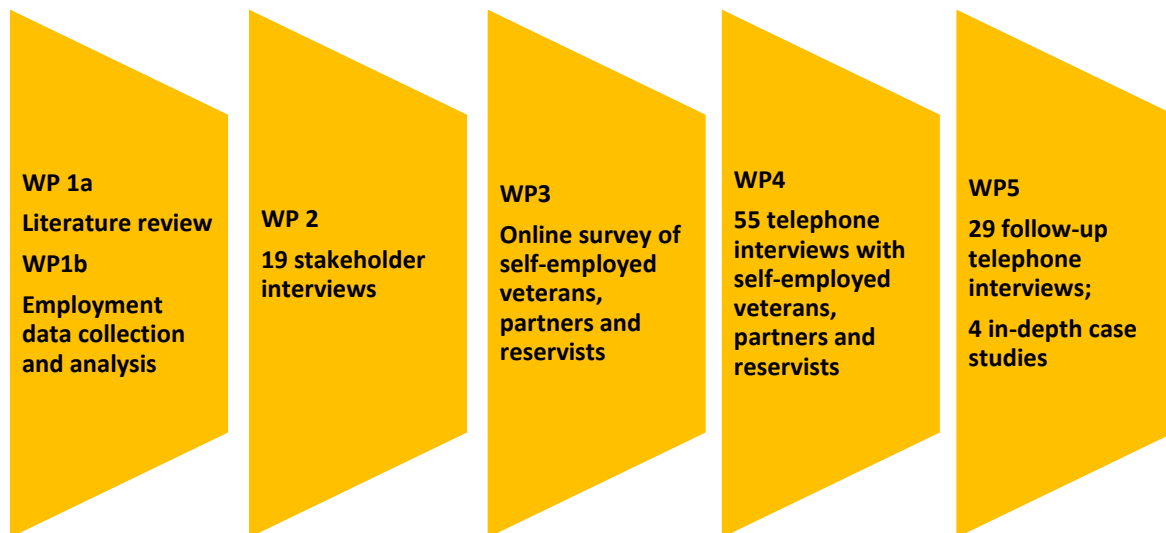 WP 1a
Literature review
WP1b
Employment
data collection
and analysis
WP 2
19 stakeholder
interviews
WP3
Online survey of
self-employed
veterans,
partners and
reservists
WP4
55 telephone
interviews with
self-employed
veterans,
partners and
reservists
WP5
29 follow-up
telephone
interviews;
4 in-depth case
studies